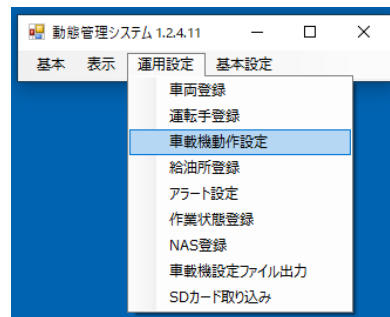 動態管理システム 1.2.4.11
基本 表示 運用設定 基本設定
車両登録
運転手登録
車載機動作設定
給油所登録
アラート設定
作業状態登録
NAS登録
車載機設定ファイル出力
SDカード取り込み